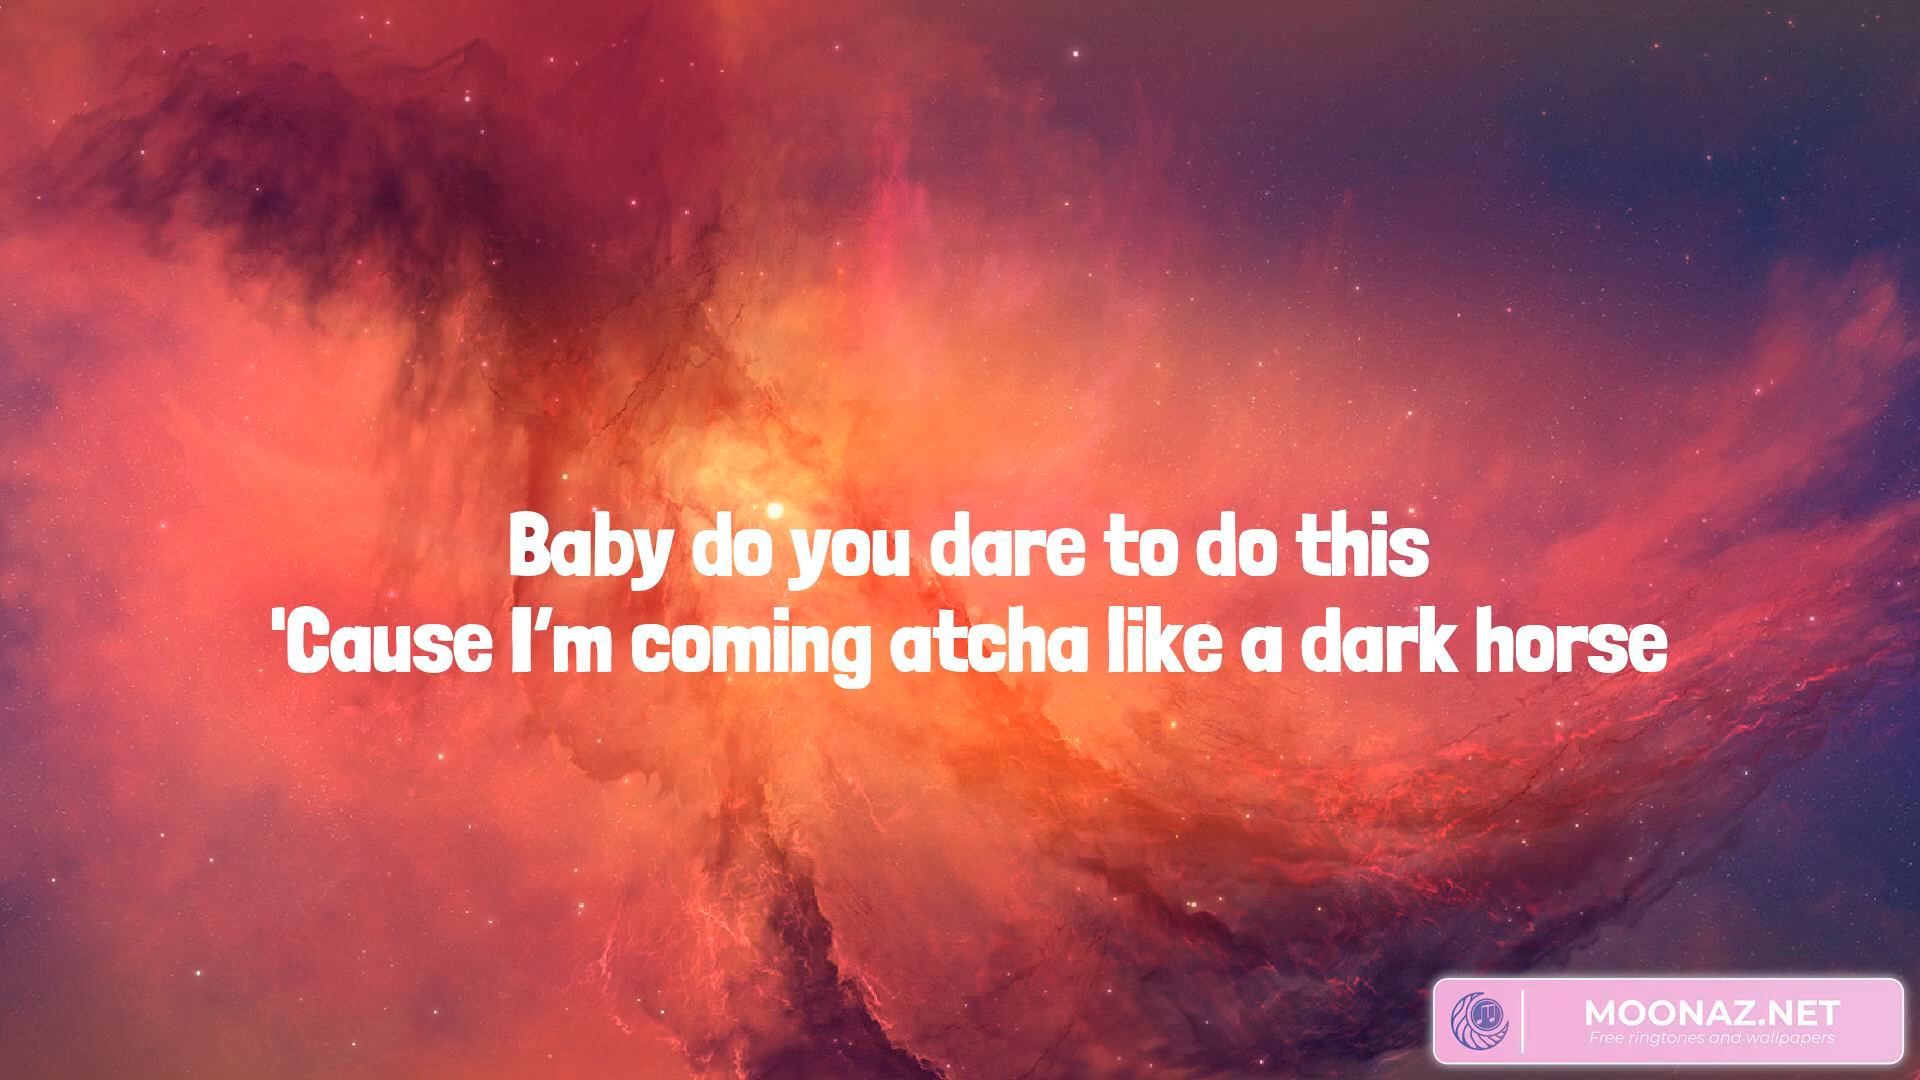 Baby do you dare to do this
'Cause I’m coming atcha like a dark horse
MOONAZ.NET
Free ringtones and wallpapers